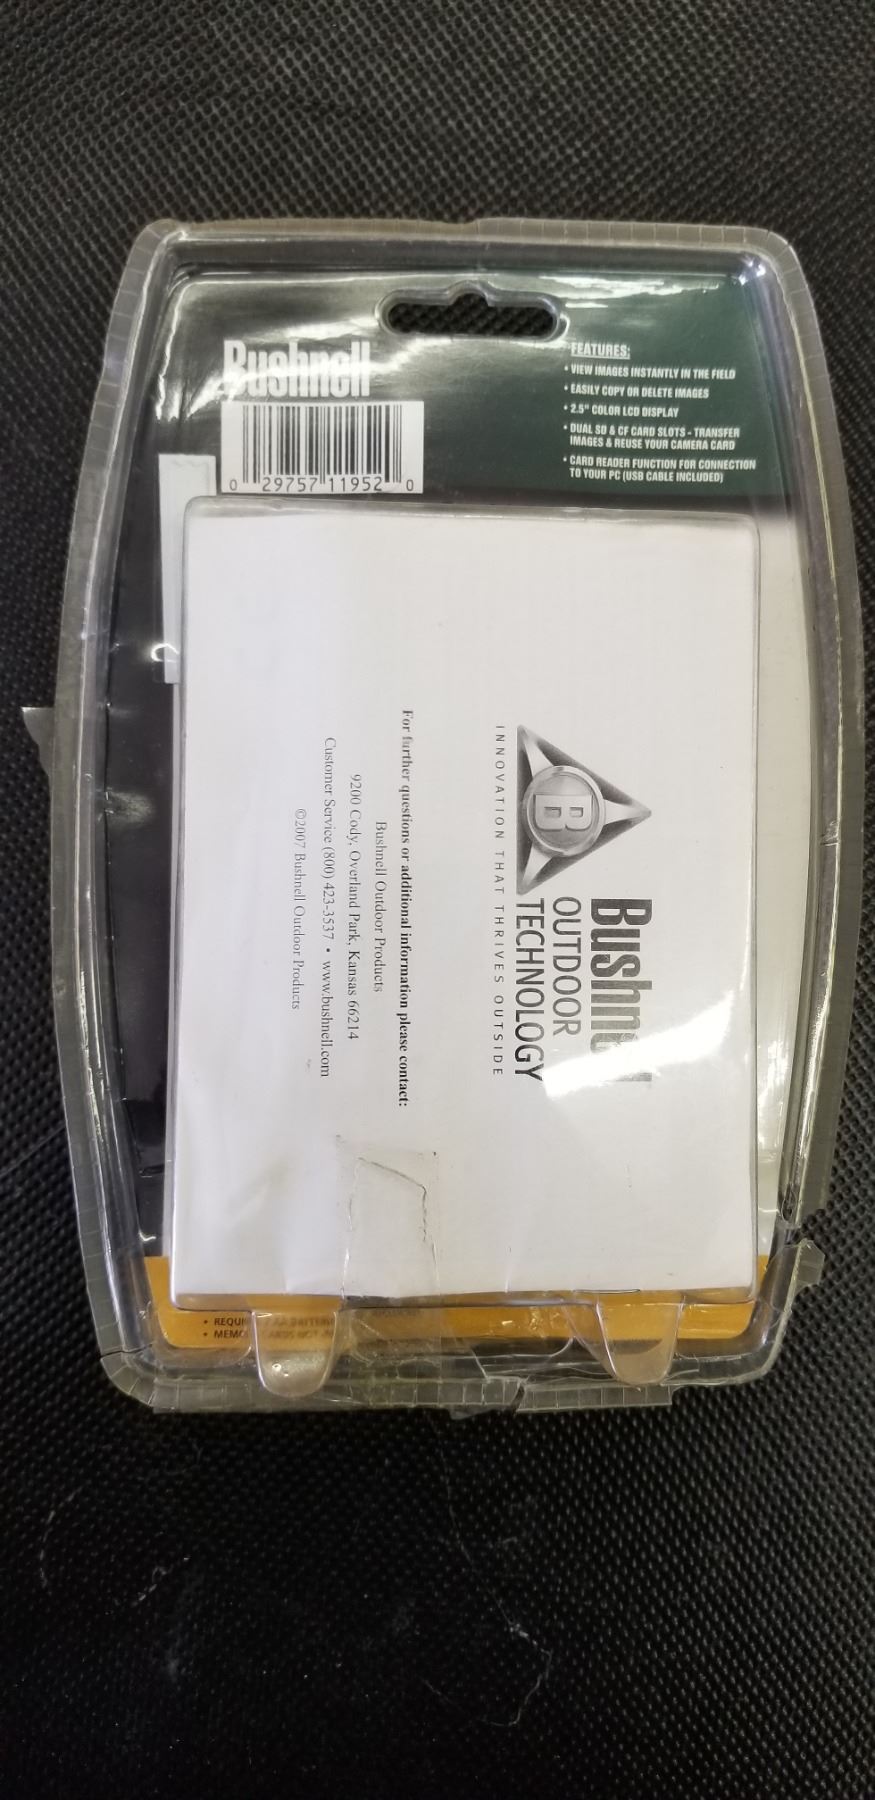 Bushnell
0 29757 11952 0
FEATURES:
• VIEW IMAGES INSTANTLY IN THE FIELD
• EASILY COPY OR DELETE IMAGES
• 2.5" COLOR LCD DISPLAY
• DUAL SD & CF CARD SLOTS - TRANSFER
IMAGES & REUSE YOUR CAMERA CARD
• CARD READER FUNCTION FOR CONNECTION
TO YOUR PC (USB CABLE INCLUDED)
B
Bushnell
OUTDOOR
TECHNOLOGY
INNOVATION THAT THRIVES OUTSIDE
For further questions or additional information please contact:
Bushnell Outdoor Products
9200 Cody, Overland Park, Kansas 66214
Customer Service (800) 423-3537 • www.bushnell.com
©2007 Bushnell Outdoor Products